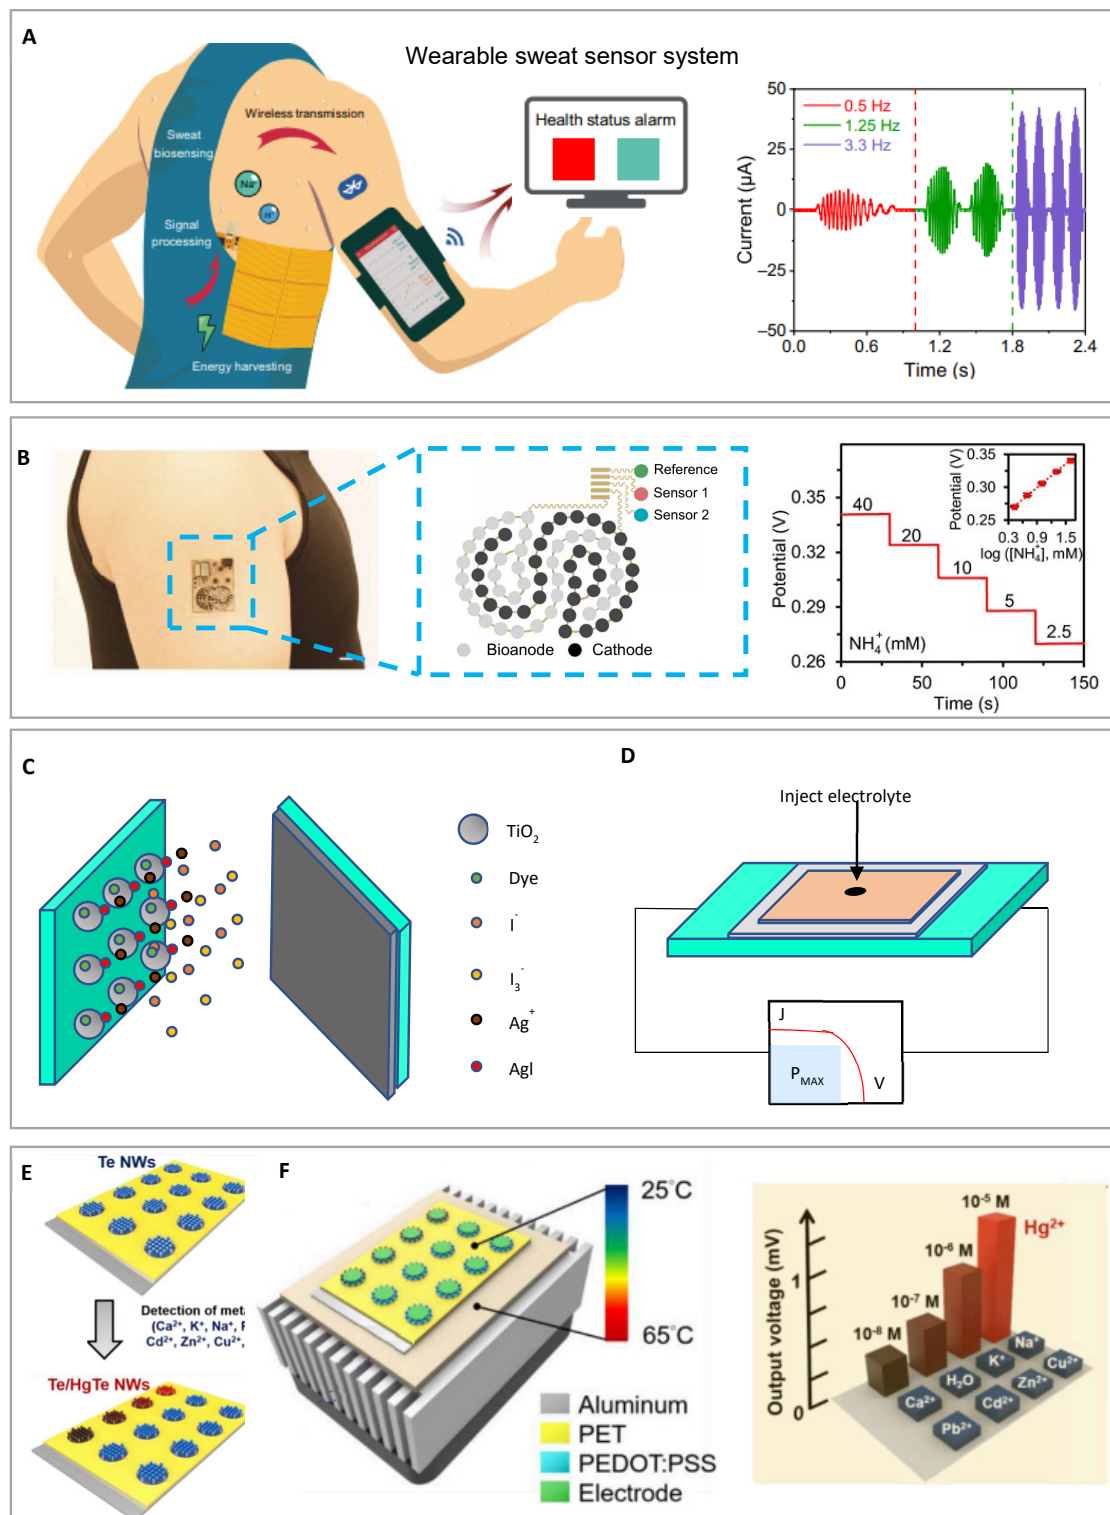 A
Wearable sweat sensor system
Wireless transmission
Sweat
biosensing
Na⁺
H⁺
Signal
processing
Energy harvesting
Health status alarm
50
25
0
−25
−50
Current (μA)
0.5 Hz
1.25 Hz
3.3 Hz
0.0 0.6 1.2 1.8 2.4
Time (s)
B
Reference
Sensor 1
Sensor 2
Bioanode
Cathode
0.35
0.32
0.29
0.26
Potential (V)
40
20
10
5
2.5
NH₄⁺ (mM)
0 50 100 150
Time (s)
0.35
0.30
0.25
Potential (V)
0.3 0.9 1.5
log ([NH₄⁺], mM)
C
TiO₂
Dye
I⁻
I₃⁻
Ag⁺
AgI
D
Inject electrolyte
J
P_MAX
V
E
Te NWs
Detection of meta
(Ca²⁺, K⁺, Na⁺, F
Cd²⁺, Zn²⁺, Cu²⁺,
Te/HgTe NWs
F
25°C
65°C
Aluminum
PET
PEDOT:PSS
Electrode
Output voltage (mV)
1
0
10⁻⁸ M
10⁻⁷ M
10⁻⁶ M
10⁻⁵ M
Hg²⁺
Na⁺
K⁺
Cu²⁺
H₂O
Zn²⁺
Ca²⁺
Cd²⁺
Pb²⁺